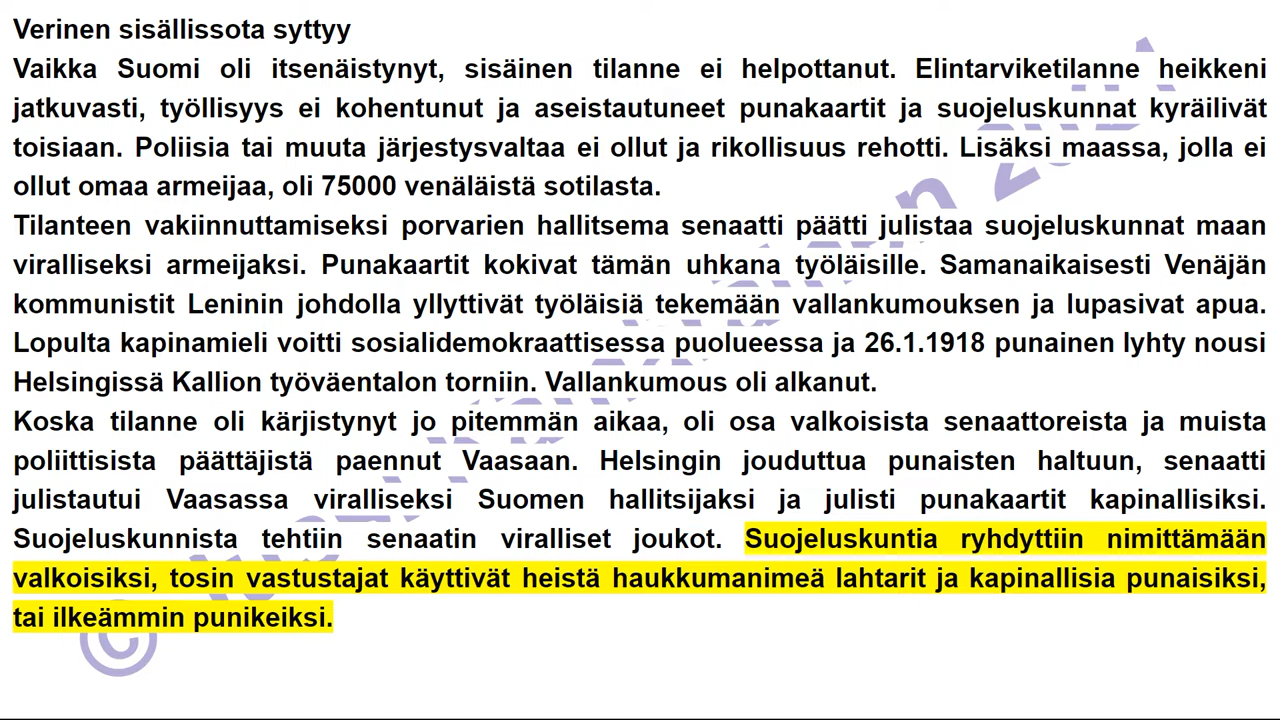 Verinen sisällissota syttyy
Vaikka Suomi oli itsenäistynyt, sisäinen tilanne ei helpottanut. Elintarviketilanne heikkeni
jatkuvasti, työllisyys ei kohentunut ja aseistautuneet punakaartit ja suojeluskunnat kyräilivät
toisiaan. Poliisia tai muuta järjestysvaltaa ei ollut ja rikollisuus rehotti. Lisäksi maassa, jolla ei
ollut omaa armeijaa, oli 75000 venäläistä sotilasta.
Tilanteen vakiinnuttamiseksi porvarien hallitsema senaatti päätti julistaa suojeluskunnat maan
viralliseksi armeijaksi. Punakaartit kokivat tämän uhkana työläisille. Samanaikaisesti Venäjän
kommunistit Leninin johdolla yllyttivät työläisiä tekemään vallankumouksen ja lupasivat apua.
Lopulta kapinamieli voitti sosialidemokraattisessa puolueessa ja 26.1.1918 punainen lyhty nousi
Helsingissä Kallion työväentalon torniin. Vallankumous oli alkanut.
Koska tilanne oli kärjistynyt jo pitemmän aikaa, oli osa valkoisista senaattoreista ja muista
poliittisista päättäjistä paennut Vaasaan. Helsingin jouduttua punaisten haltuun, senaatti
julistautui Vaasassa viralliseksi Suomen hallitsijaksi ja julisti punakaartit kapinallisiksi.
Suojeluskunnista tehtiin senaatin viralliset joukot. Suojeluskuntia ryhdyttiin nimittämään
valkoisiksi, tosin vastustajat käyttivät heistä haukkumanimeä lahtarit ja kapinallisia punaisiksi,
tai ilkeämmin punikeiksi.
©